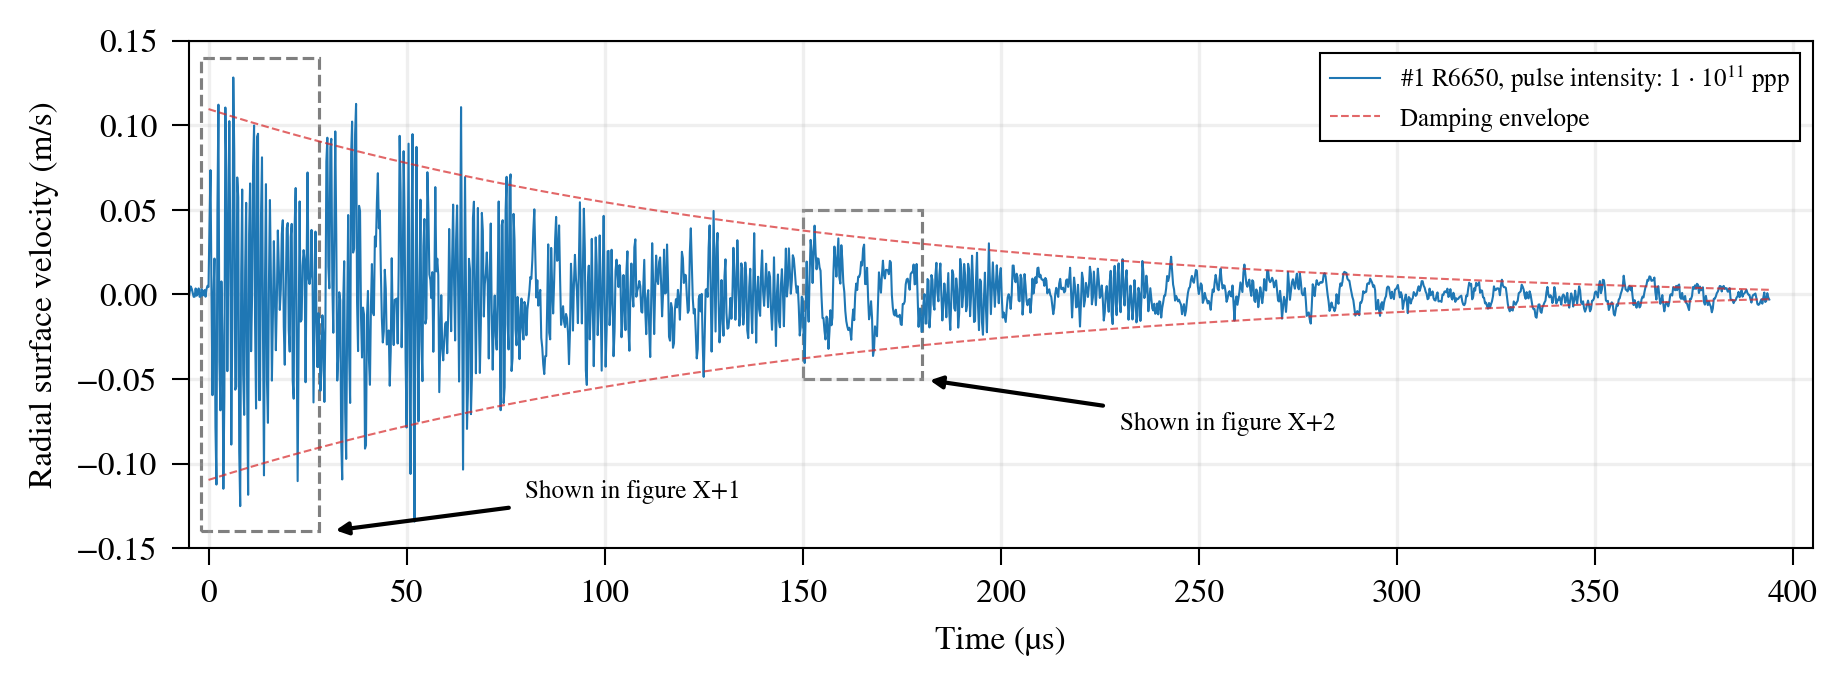 0.15
0.10
0.05
0.00
−0.05
−0.10
−0.15
Radial surface velocity (m/s)
#1 R6650, pulse intensity: 1 · 10¹¹ ppp
Damping envelope
Shown in figure X+2
Shown in figure X+1
0 50 100 150 200 250 300 350 400
Time (µs)